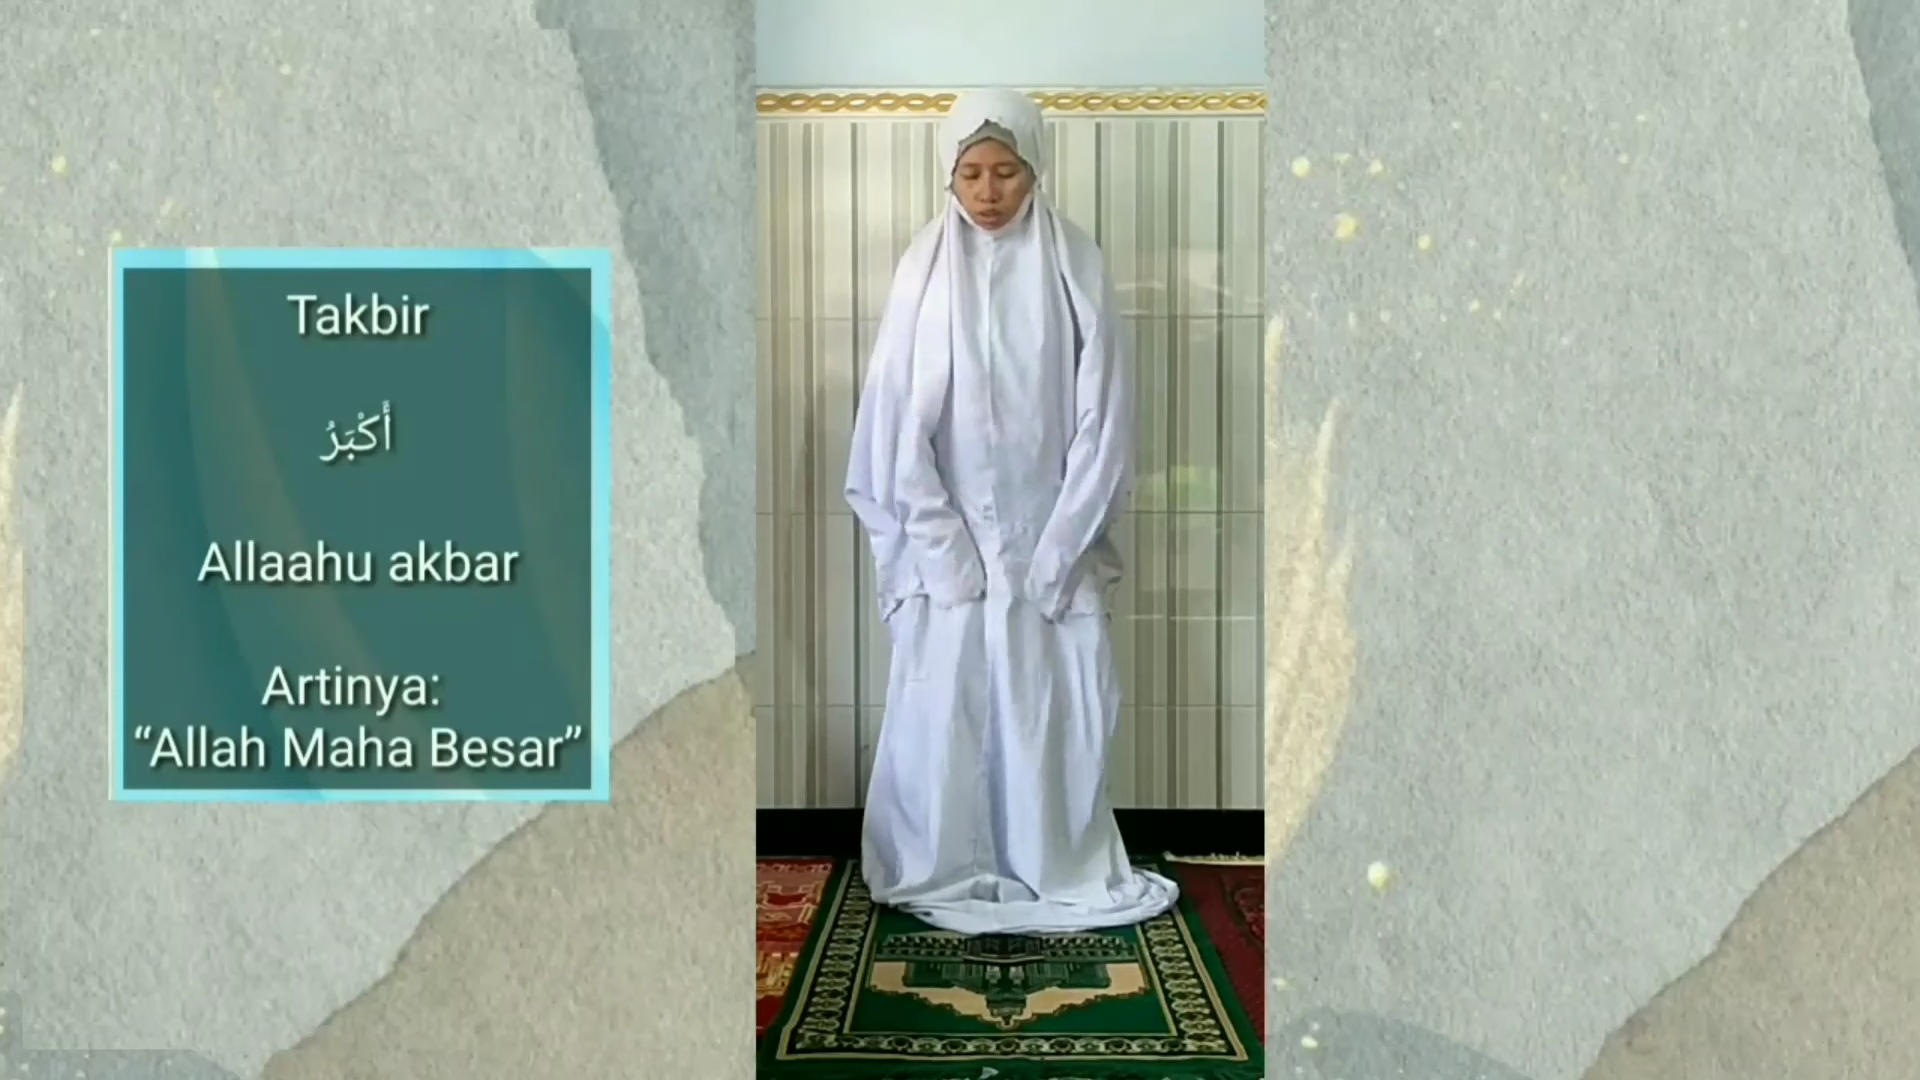 Takbir
أَكْبَرُ
Allaahu akbar
Artinya:
“Allah Maha Besar”